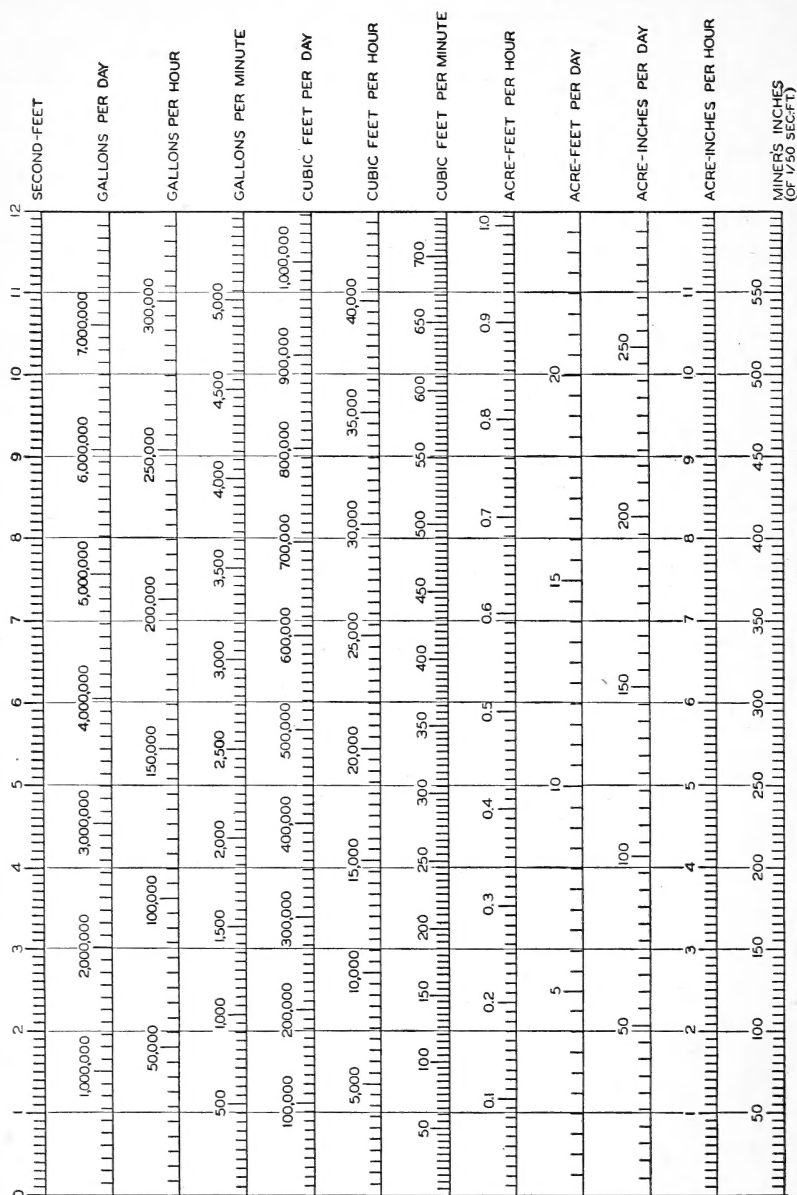 0 1 2 3 4 5 6 7 8 9 10 11 12
SECOND-FEET
1,000,000 2,000,000 3,000,000 4,000,000 5,000,000 6,000,000 7,000,000
GALLONS PER DAY
50,000 100,000 150,000 200,000 250,000 300,000
GALLONS PER HOUR
500 1,000 1,500 2,000 2,500 3,000 3,500 4,000 4,500 5,000
GALLONS PER MINUTE
100,000 200,000 300,000 400,000 500,000 600,000 700,000 800,000 900,000 1,000,000
CUBIC FEET PER DAY
5,000 10,000 15,000 20,000 25,000 30,000 35,000 40,000
CUBIC FEET PER HOUR
50 100 150 200 250 300 350 400 450 500 550 600 650 700
CUBIC FEET PER MINUTE
0.1 0.2 0.3 0.4 0.5 0.6 0.7 0.8 0.9 1.0
ACRE-FEET PER HOUR
5 10 15 20
ACRE-FEET PER DAY
50 100 150 200 250
ACRE-INCHES PER DAY
1 2 3 4 5 6 7 8 9 10 11
ACRE-INCHES PER HOUR
50 100 150 200 250 300 350 400 450 500 550
MINER'S INCHES
(OF 1/50 SEC.-FT.)